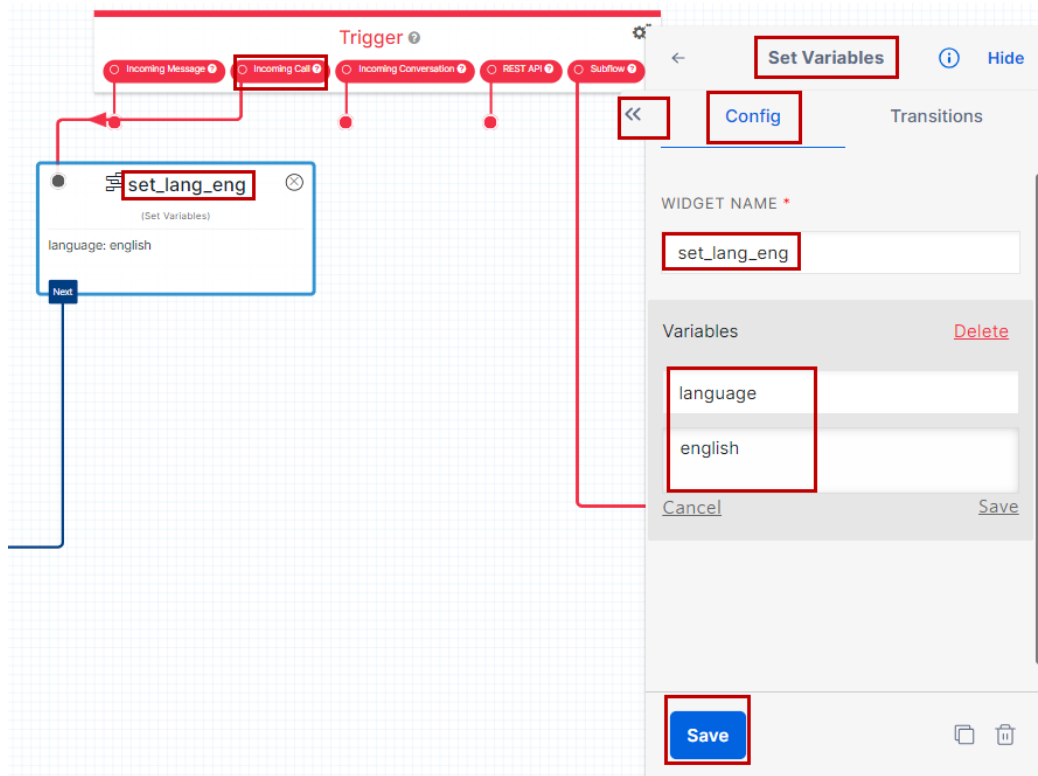 Trigger
Incoming Message
Incoming Call
Incoming Conversation
REST API
Subflow
set_lang_eng
(Set Variables)
language: english
Next
Set Variables
Hide
Config
Transitions
WIDGET NAME *
set_lang_eng
Variables
Delete
language
english
Cancel
Save
Save